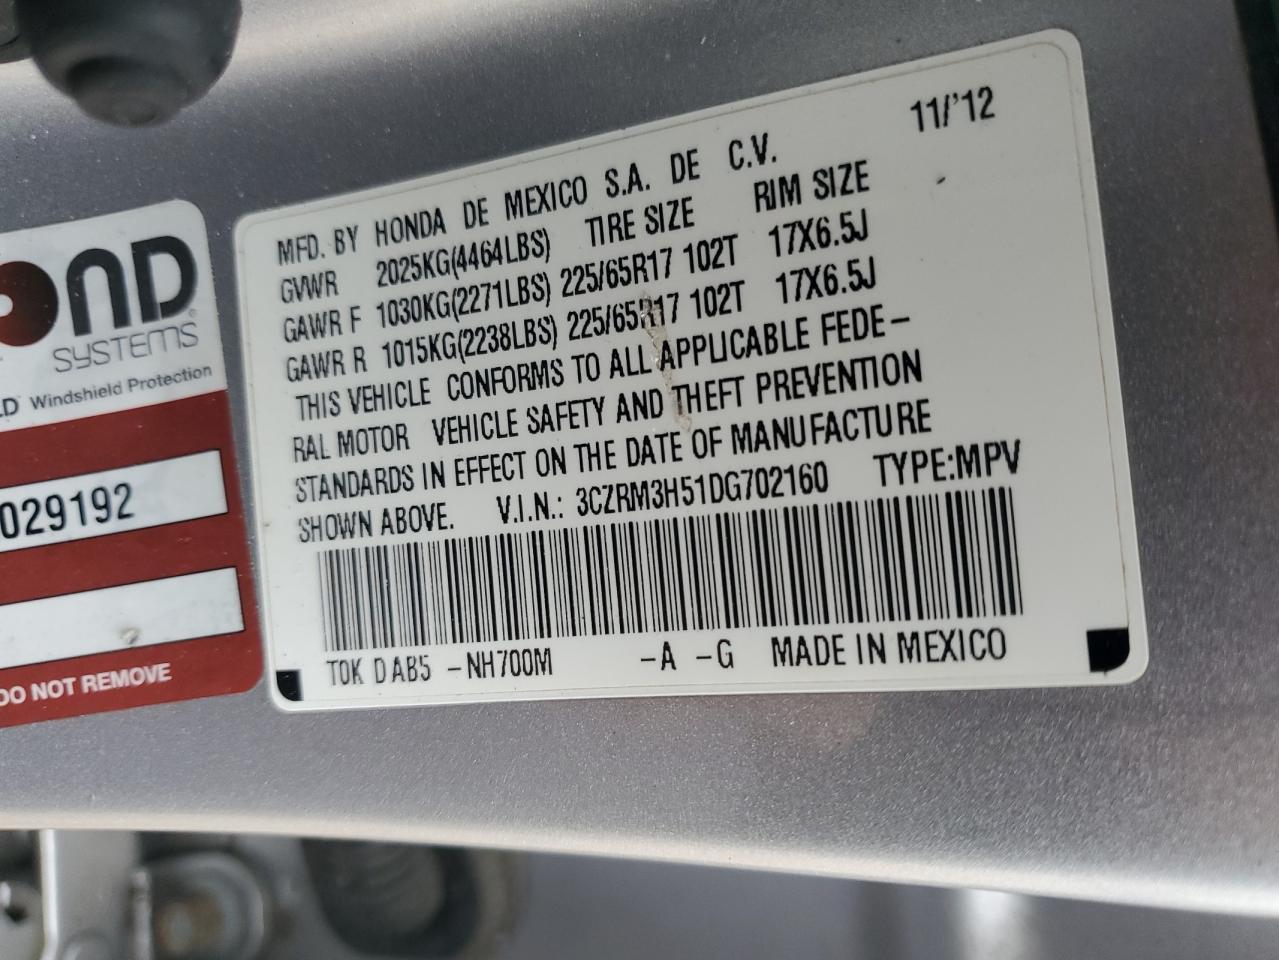 OND
SYSTEMS
Windshield Protection
029192
DO NOT REMOVE
11/'12
MFD. BY HONDA DE MEXICO S.A. DE C.V.
GVWR 2025KG(4464LBS) TIRE SIZE RIM SIZE
GAWR F 1030KG(2271LBS) 225/65R17 102T 17X6.5J
GAWR R 1015KG(2238LBS) 225/65R17 102T 17X6.5J
THIS VEHICLE CONFORMS TO ALL APPLICABLE FEDE-
RAL MOTOR VEHICLE SAFETY AND THEFT PREVENTION
STANDARDS IN EFFECT ON THE DATE OF MANUFACTURE
SHOWN ABOVE. V.I.N.: 3CZRM3H51DG702160 TYPE:MPV
T0K D AB5 -NH700M -A -G MADE IN MEXICO